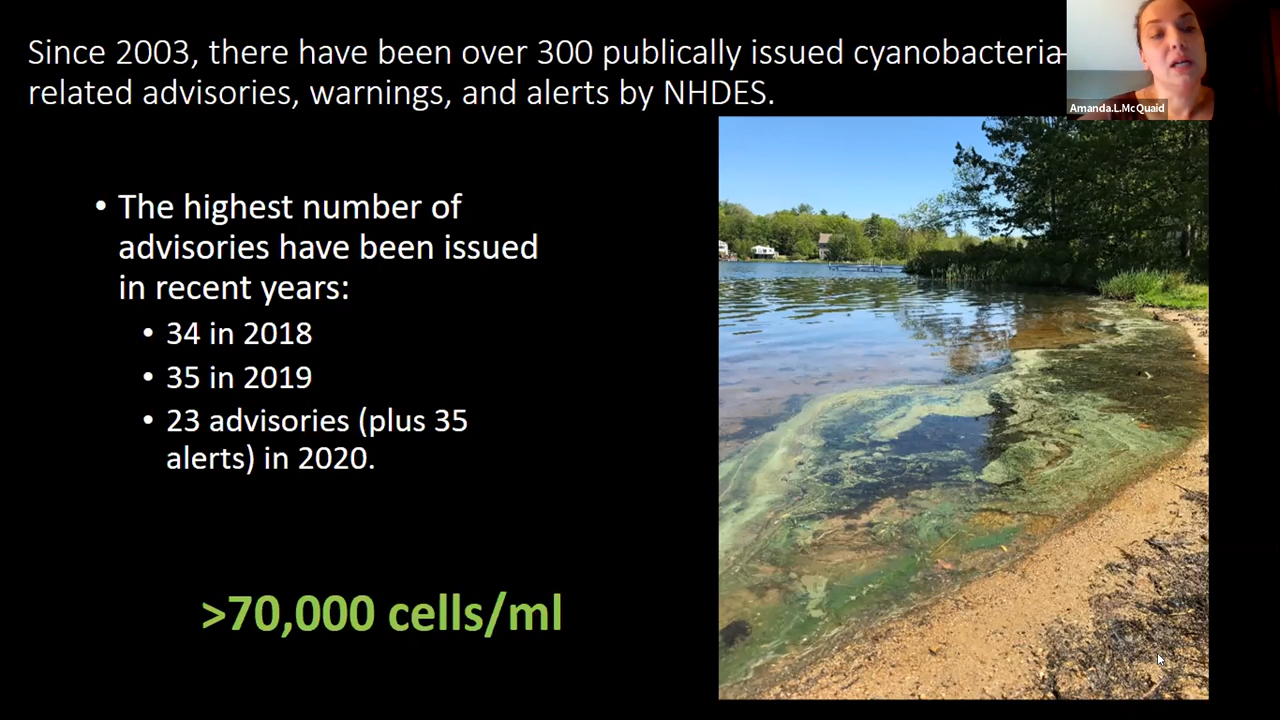 Since 2003, there have been over 300 publically issued cyanobacteria-
related advisories, warnings, and alerts by NHDES.
Amanda.L.McQuaid
• The highest number of
advisories have been issued
in recent years:
• 34 in 2018
• 35 in 2019
• 23 advisories (plus 35
alerts) in 2020.
>70,000 cells/ml